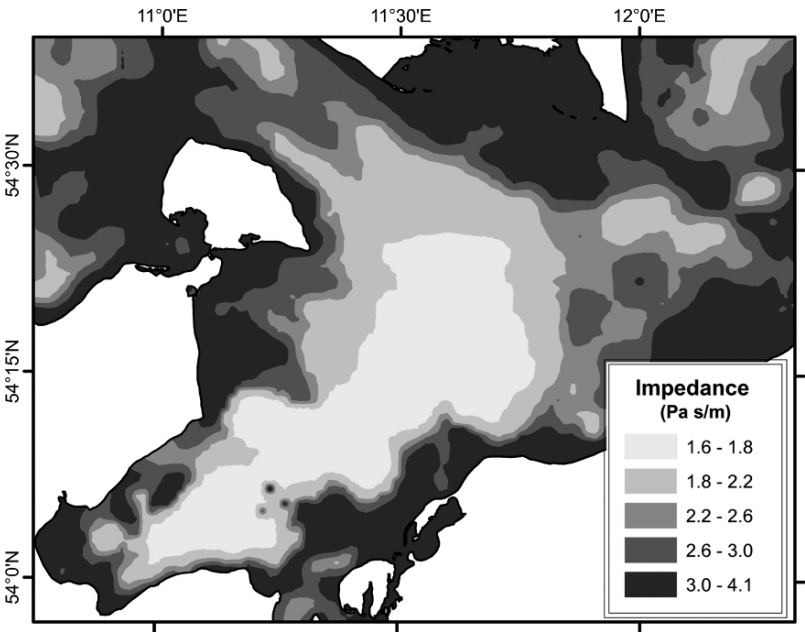 11°0'E 11°30'E 12°0'E
54°30'N
54°15'N
54°0'N
Impedance
(Pa s/m)
1.6 - 1.8
1.8 - 2.2
2.2 - 2.6
2.6 - 3.0
3.0 - 4.1